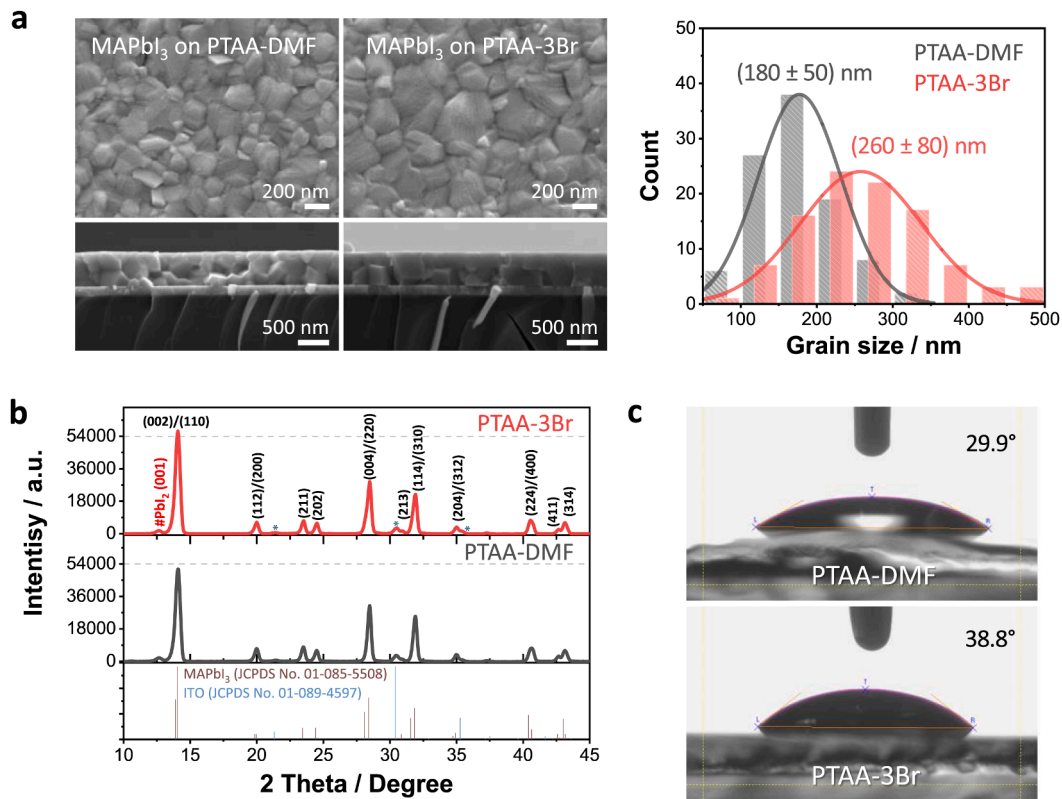 a
MAPbI3 on PTAA-DMF
200 nm
MAPbI3 on PTAA-3Br
200 nm
500 nm
500 nm
PTAA-DMF
PTAA-3Br
(180 ± 50) nm
(260 ± 80) nm
Count
50
40
30
20
10
0
100
200
300
400
500
Grain size / nm
b
Intentisy / a.u.
PTAA-3Br
(002)/(110)
54000
36000
18000
0
#PbI2 (001)
(112)/(200)
*
(211)
(202)
(004)/(220)
*
(213)
(114)/(310)
(204)/(312)
*
(224)/(400)
(411)
(314)
PTAA-DMF
54000
36000
18000
0
MAPbI3 (JCPDS No. 01-085-5508)
ITO (JCPDS No. 01-089-4597)
10
15
20
25
30
35
40
45
2 Theta / Degree
c
29.9°
T
L
R
PTAA-DMF
38.8°
T
L
R
PTAA-3Br